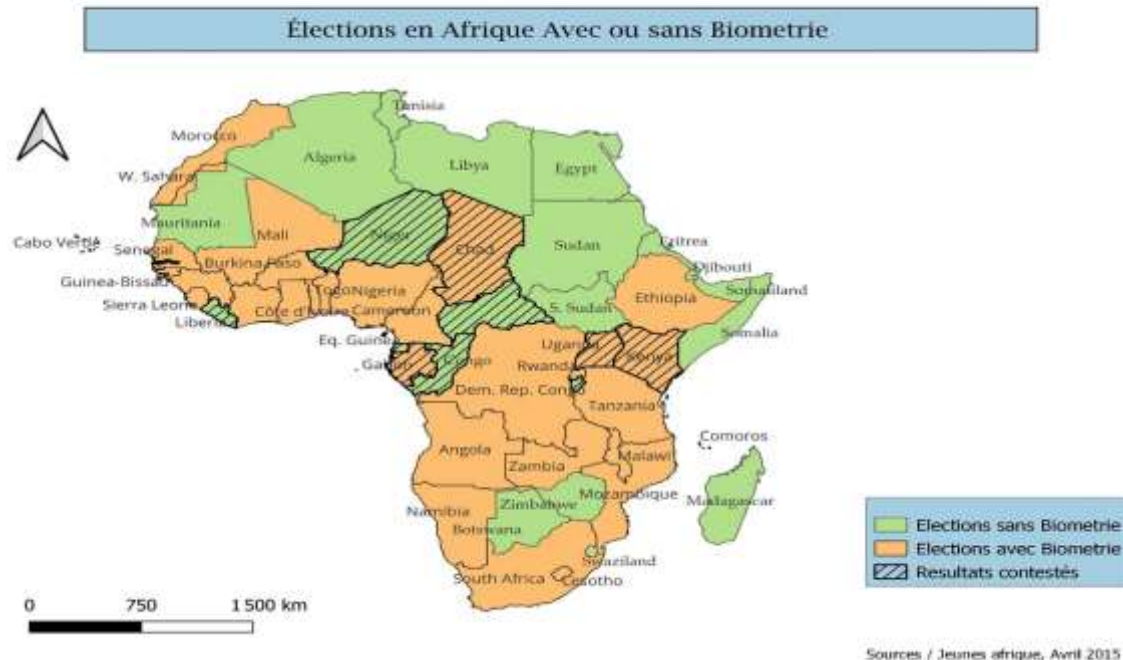 Élections en Afrique Avec ou sans Biometrie
Tunisia
Morocco
Algeria
Libya
Egypt
W. Sahara
Mauritania
Mali
Niger
Chad
Sudan
Eritrea
Cabo Verde
Senegal
Burkina Faso
Djibouti
Guinea-Bissau
Togo
Nigeria
Ethiopia
Somaliland
Sierra Leone
Côte d'Ivoire
Cameroon
S. Sudan
Liberia
Somalia
Eq. Guinea
Uganda
Kenya
Gabon
Congo
Rwanda
Dem. Rep. Congo
Tanzania
Comoros
Angola
Malawi
Zambia
Mozambique
Madagascar
Zimbabwe
Namibia
Botswana
Swaziland
South Africa
Lesotho
Elections sans Biometrie
Elections avec Biometrie
Resultats contestés
0 750 1 500 km
Sources / Jeunes afrique, Avril 2015